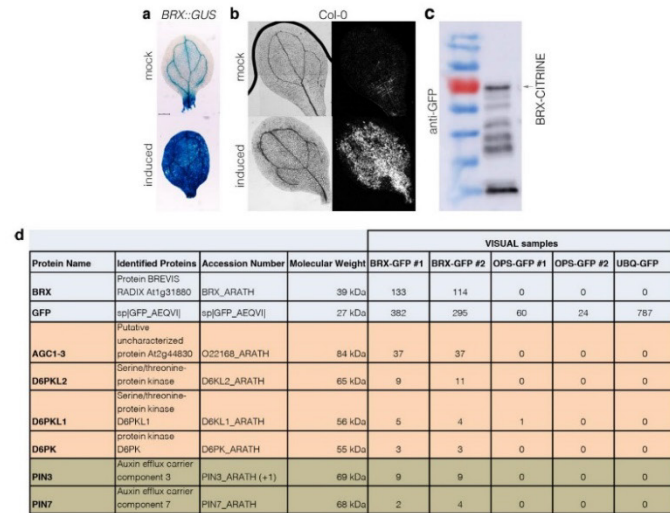 a BRX::GUS
b Col-0
c
mock
induced
mock
induced
anti-GFP
BRX-CITRINE
d
VISUAL samples
Protein Name Identified Proteins Accession Number Molecular Weight BRX-GFP #1 BRX-GFP #2 OPS-GFP #1 OPS-GFP #2 UBQ-GFP
Protein BREVIS
BRX RADIX At1g31880 BRX_ARATH 39 kDa 133 114 0 0 0
GFP sp|GFP_AEQVI| sp|GFP_AEQVI| 27 kDa 382 295 60 24 787
Putative
uncharacterized
AGC1-3 protein At2g44830 O22168_ARATH 84 kDa 37 37 0 0 0
Serine/threonine-
D6PKL2 protein kinase D6KL2_ARATH 65 kDa 9 11 0 0 0
Serine/threonine-
protein kinase
D6PKL1 D6PKL1 D6KL1_ARATH 56 kDa 5 4 1 0 0
protein kinase
D6PK D6PK D6PK_ARATH 55 kDa 3 3 0 0 0
Auxin efflux carrier
PIN3 component 3 PIN3_ARATH (+1) 69 kDa 9 9 0 0 0
Auxin efflux carrier
PIN7 component 7 PIN7_ARATH 68 kDa 2 4 0 0 0